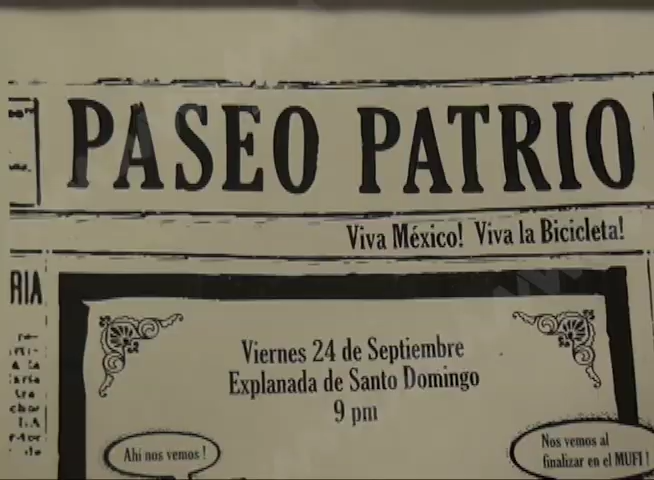 PASEO PATRIO
Viva México! Viva la Bicicleta!
RIA
Viernes 24 de Septiembre
Explanada de Santo Domingo
9 pm
Ahi nos vemos !
Nos vemos al
finalizar en el MUFI !